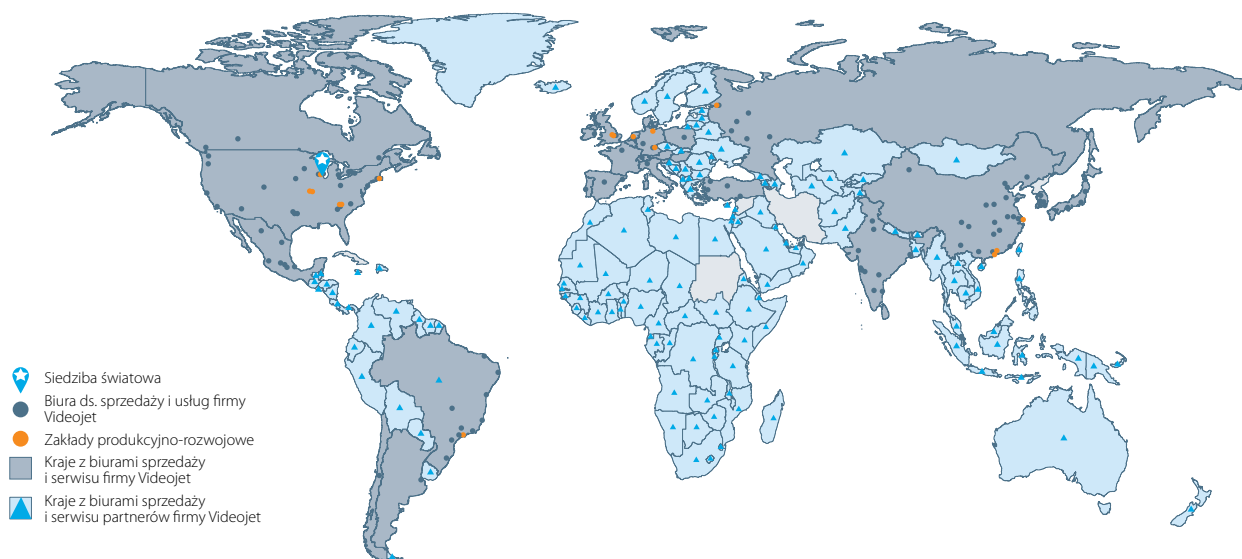 Siedziba światowa
Biura ds. sprzedaży i usług firmy
Videojet
Zakłady produkcyjno-rozwojowe
Kraje z biurami sprzedaży
i serwisu firmy Videojet
Kraje z biurami sprzedaży
i serwisu partnerów firmy Videojet